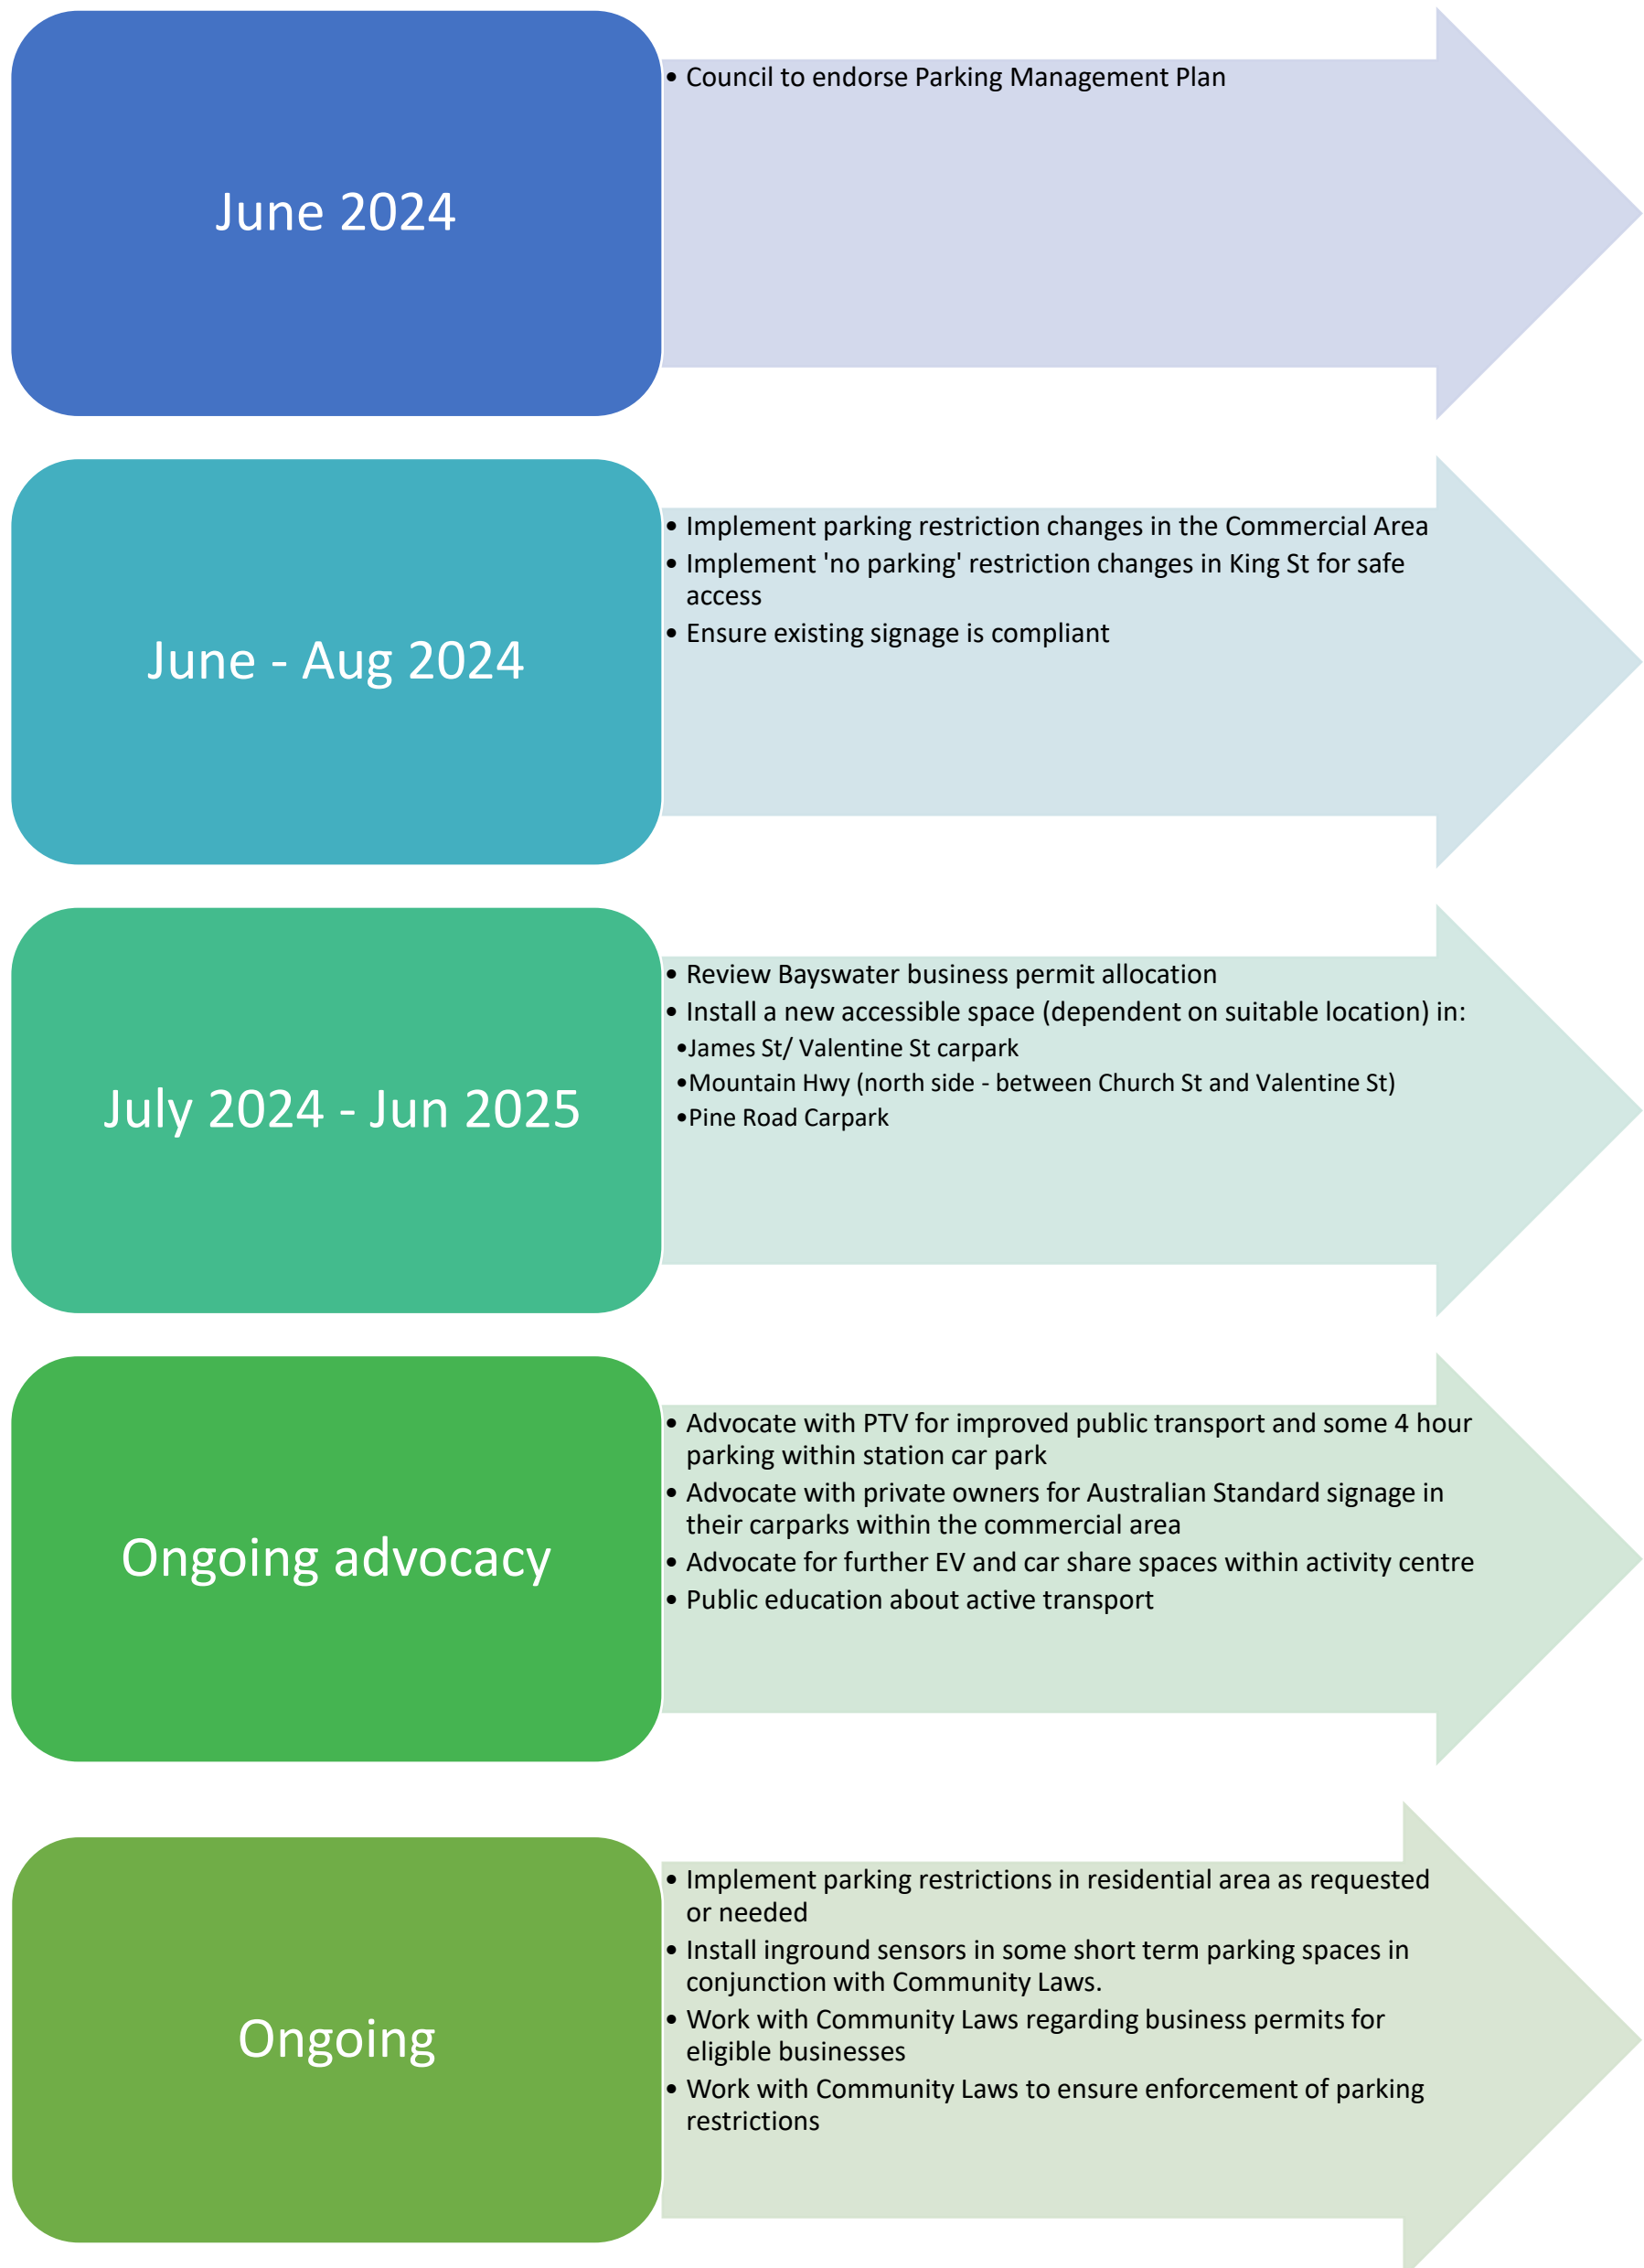 June 2024
• Council to endorse Parking Management Plan
June - Aug 2024
• Implement parking restriction changes in the Commercial Area
• Implement 'no parking' restriction changes in King St for safe
access
• Ensure existing signage is compliant
July 2024 - Jun 2025
• Review Bayswater business permit allocation
• Install a new accessible space (dependent on suitable location) in:
•James St/ Valentine St carpark
•Mountain Hwy (north side - between Church St and Valentine St)
•Pine Road Carpark
Ongoing advocacy
• Advocate with PTV for improved public transport and some 4 hour
parking within station car park
• Advocate with private owners for Australian Standard signage in
their carparks within the commercial area
• Advocate for further EV and car share spaces within activity centre
• Public education about active transport
Ongoing
• Implement parking restrictions in residential area as requested
or needed
• Install inground sensors in some short term parking spaces in
conjunction with Community Laws.
• Work with Community Laws regarding business permits for
eligible businesses
• Work with Community Laws to ensure enforcement of parking
restrictions